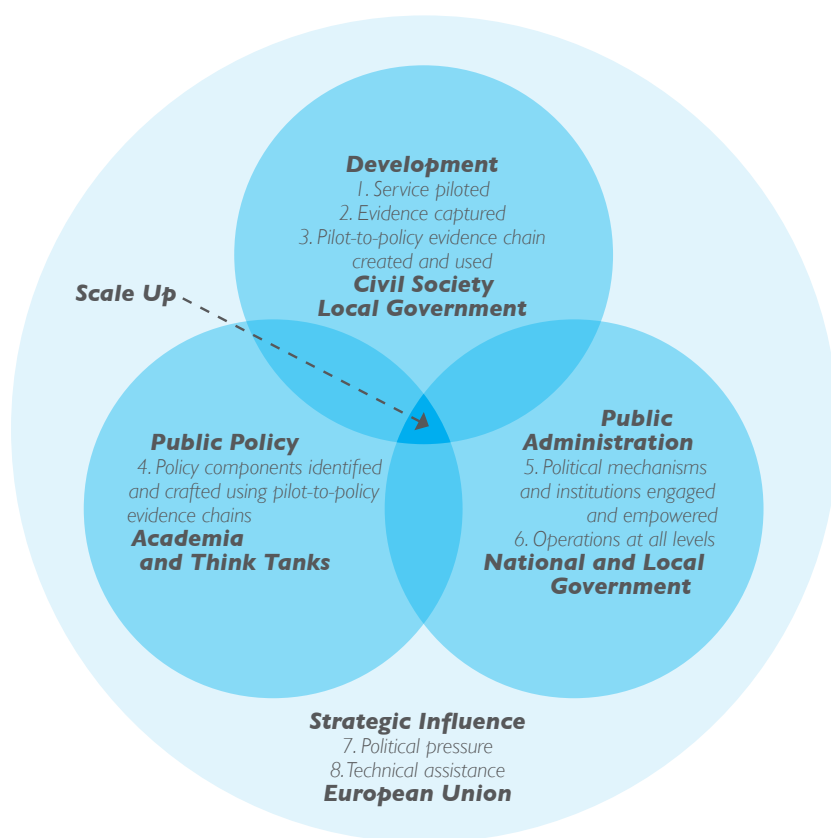 Development
1. Service piloted
2. Evidence captured
3. Pilot-to-policy evidence chain
created and used
Civil Society
Local Government
Scale Up
Public Policy
4. Policy components identified
and crafted using pilot-to-policy
evidence chains
Academia
and Think Tanks
Public
Administration
5. Political mechanisms
and institutions engaged
and empowered
6. Operations at all levels
National and Local
Government
Strategic Influence
7. Political pressure
8. Technical assistance
European Union